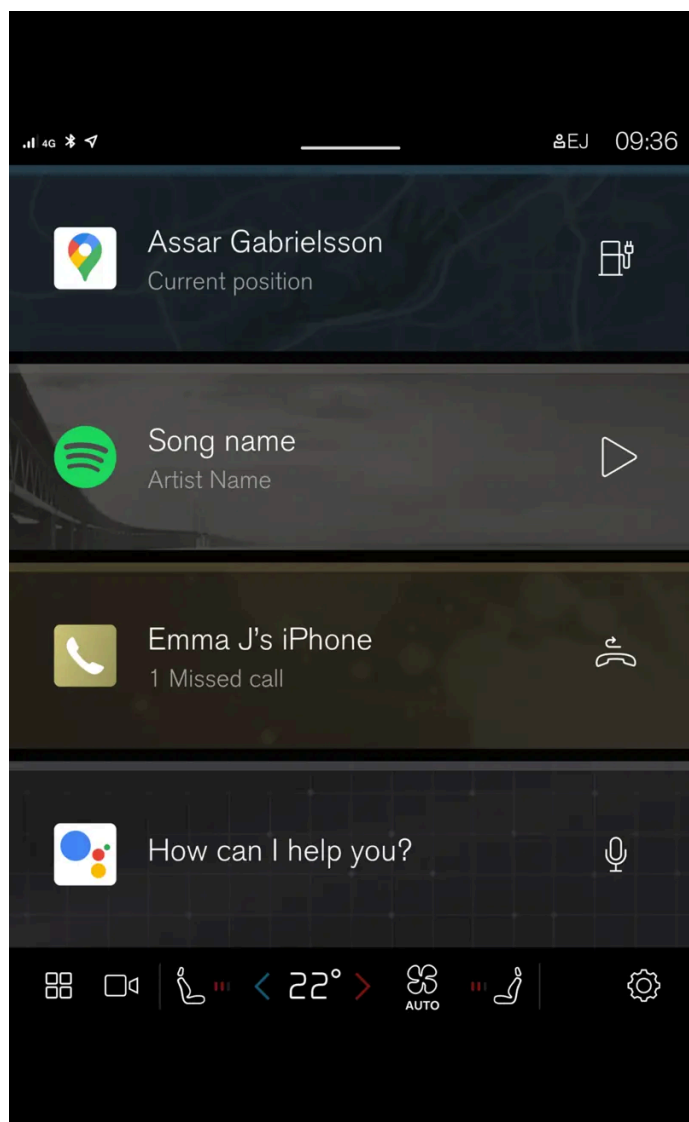 4G
EJ 09:36
Assar Gabrielsson
Current position
Song name
Artist Name
Emma J's iPhone
1 Missed call
How can I help you?
22°
AUTO